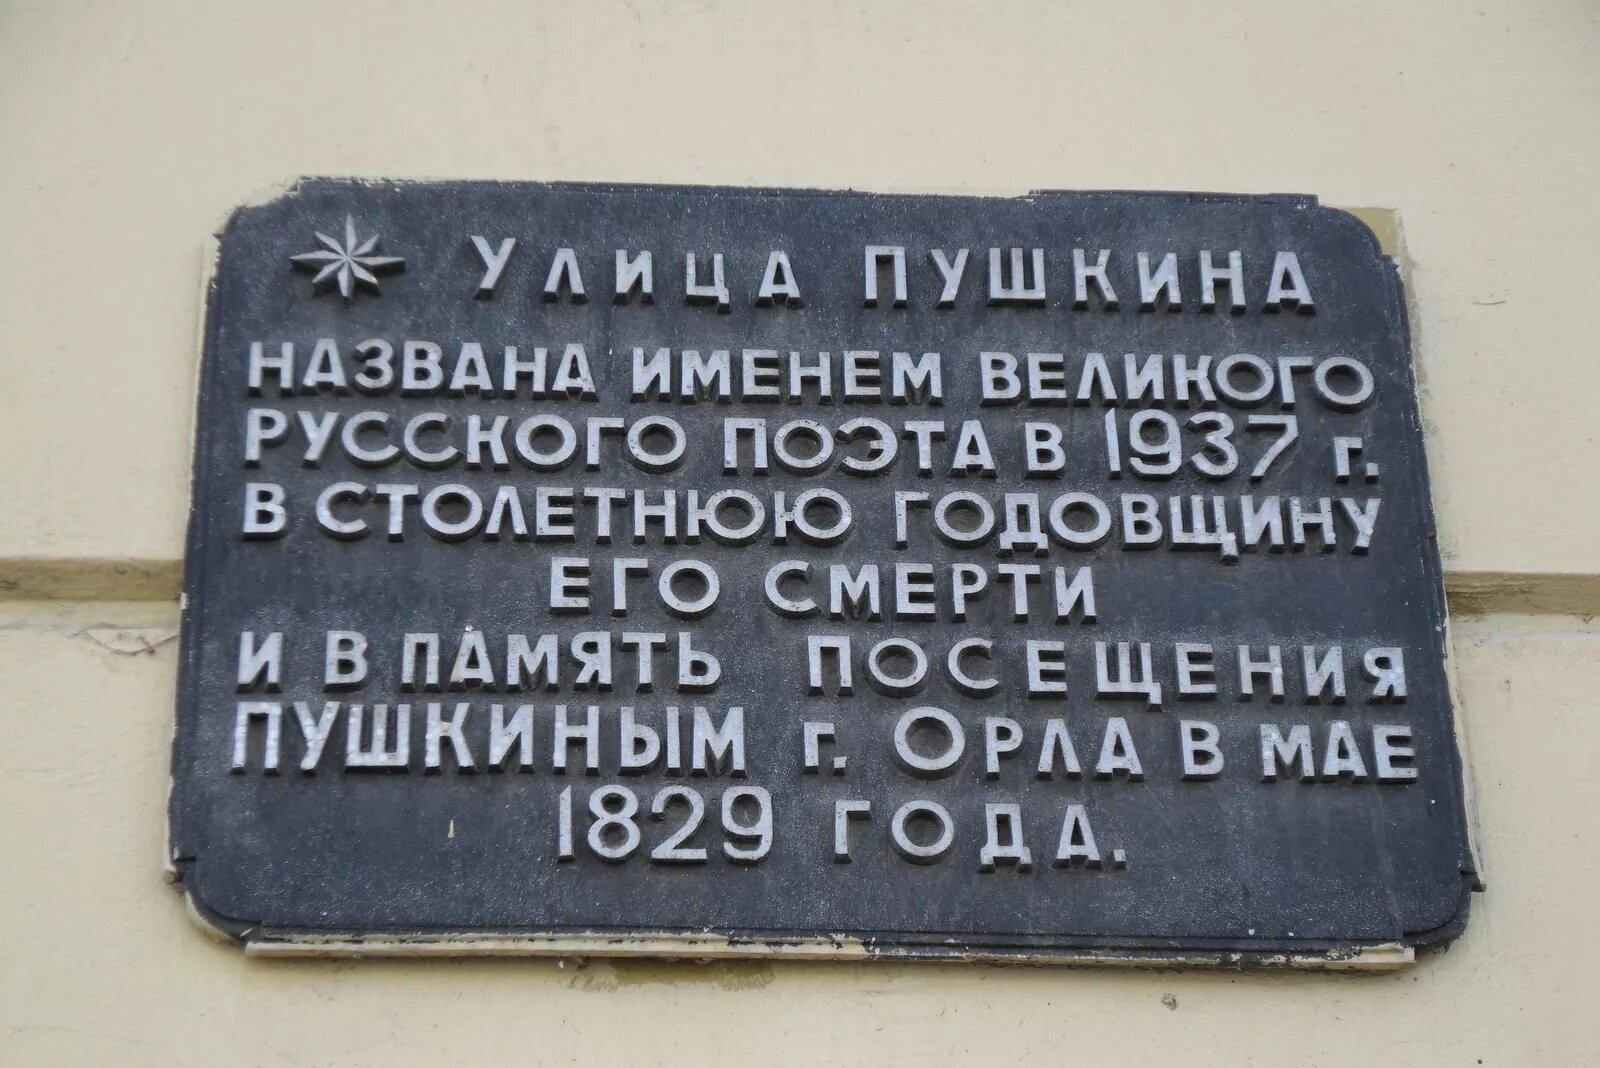 Улица Пушкина
названа именем великого
русского поэта в 1937 г.
в столетнюю годовщину
его смерти
и в память посещения
Пушкиным г. Орла в мае
1829 года.